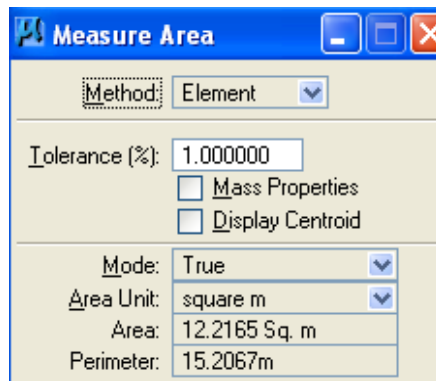 Measure Area
Method: Element
Tolerance (%): 1.000000
Mass Properties
Display Centroid
Mode: True
Area Unit: square m
Area: 12.2165 Sq. m
Perimeter: 15.2067m